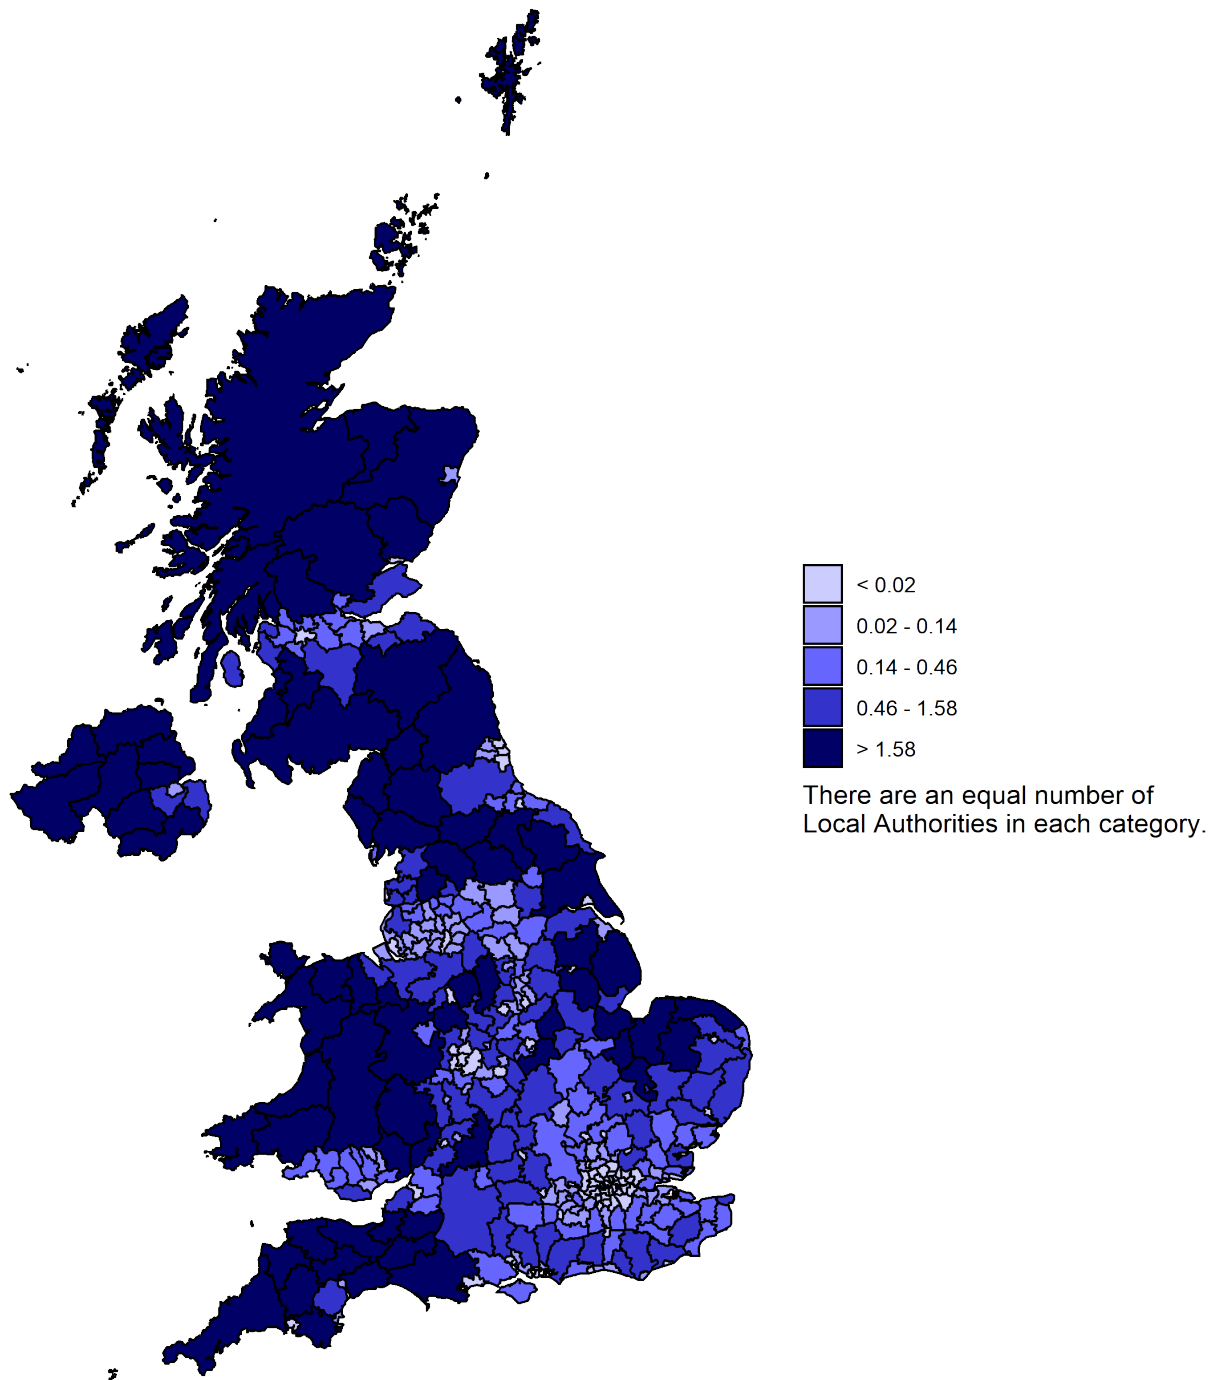 < 0.02
0.02 - 0.14
0.14 - 0.46
0.46 - 1.58
> 1.58
There are an equal number of
Local Authorities in each category.